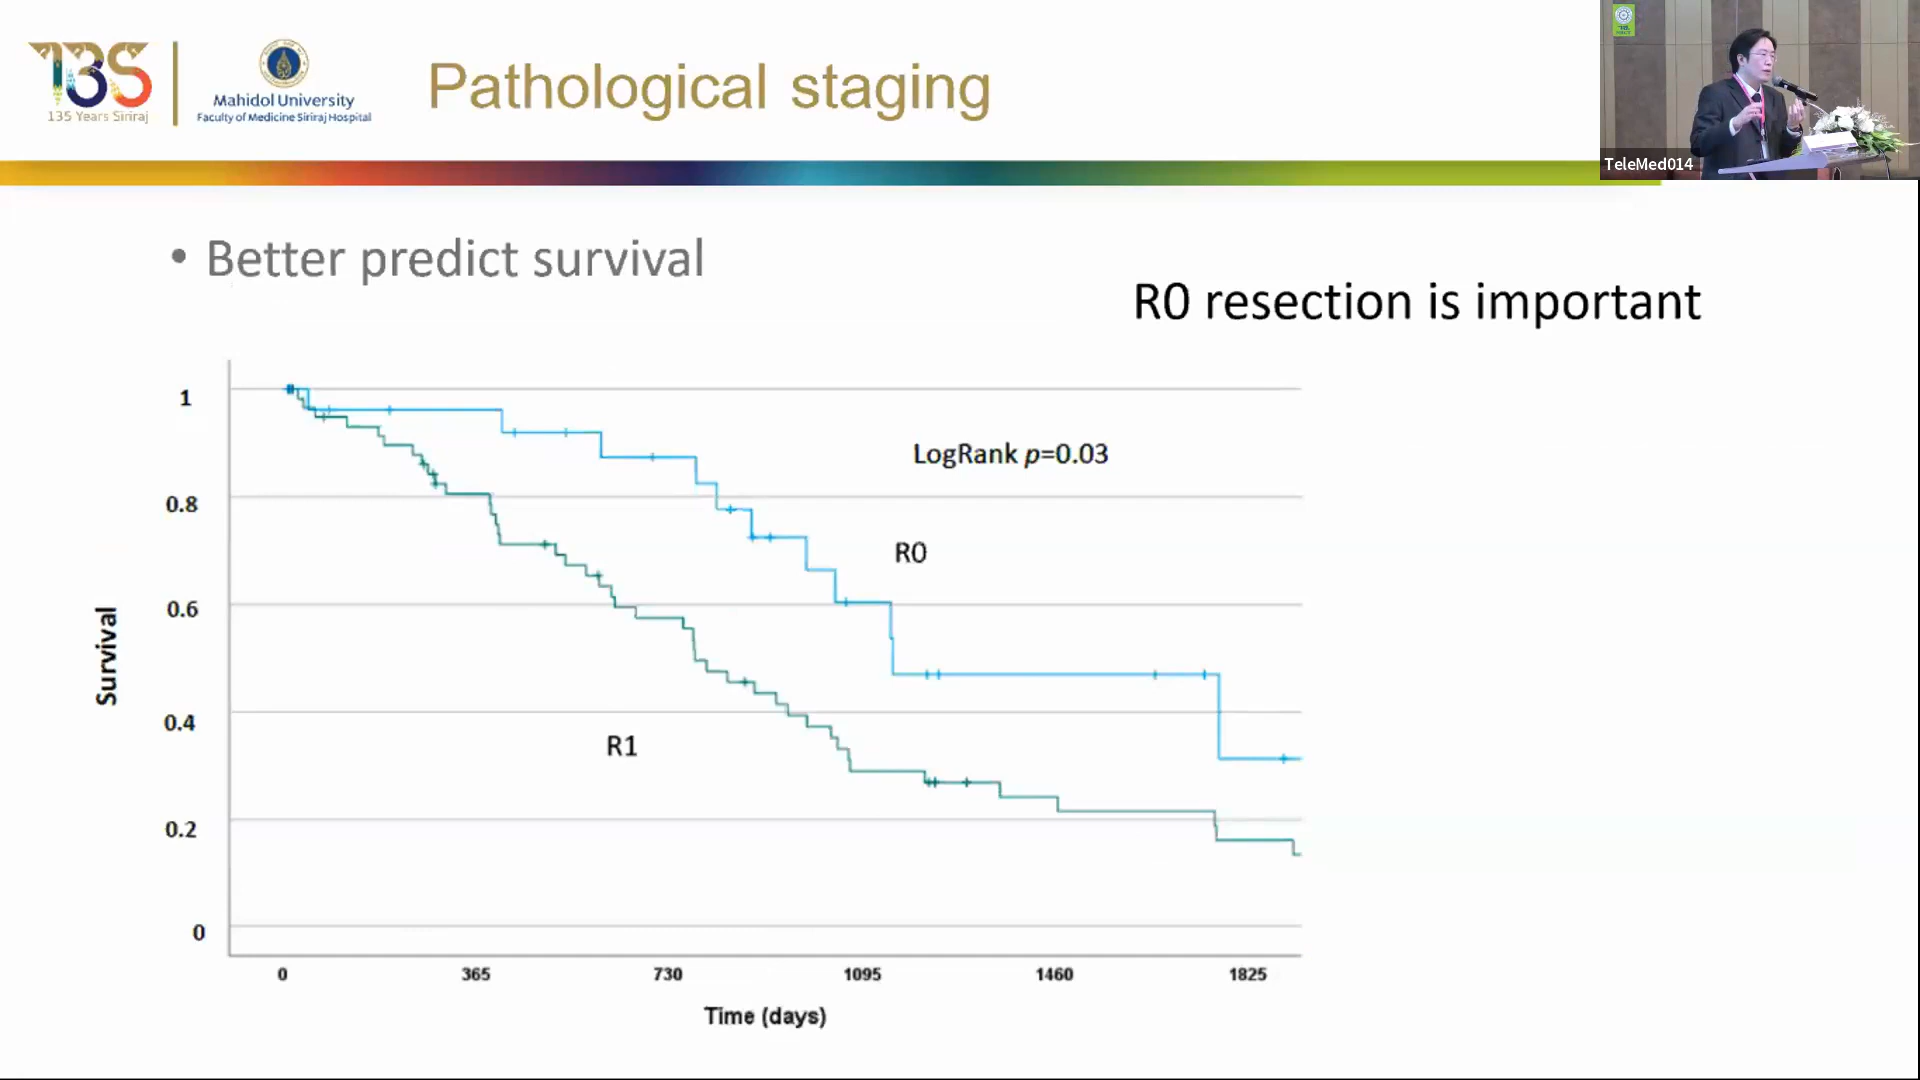 135 Years Siriraj
Mahidol University
Faculty of Medicine Siriraj Hospital
Pathological staging
TeleMed014
• Better predict survival
R0 resection is important
1
0.8
0.6
0.4
0.2
0
Survival
LogRank p=0.03
R0
R1
0 365 730 1095 1460 1825
Time (days)